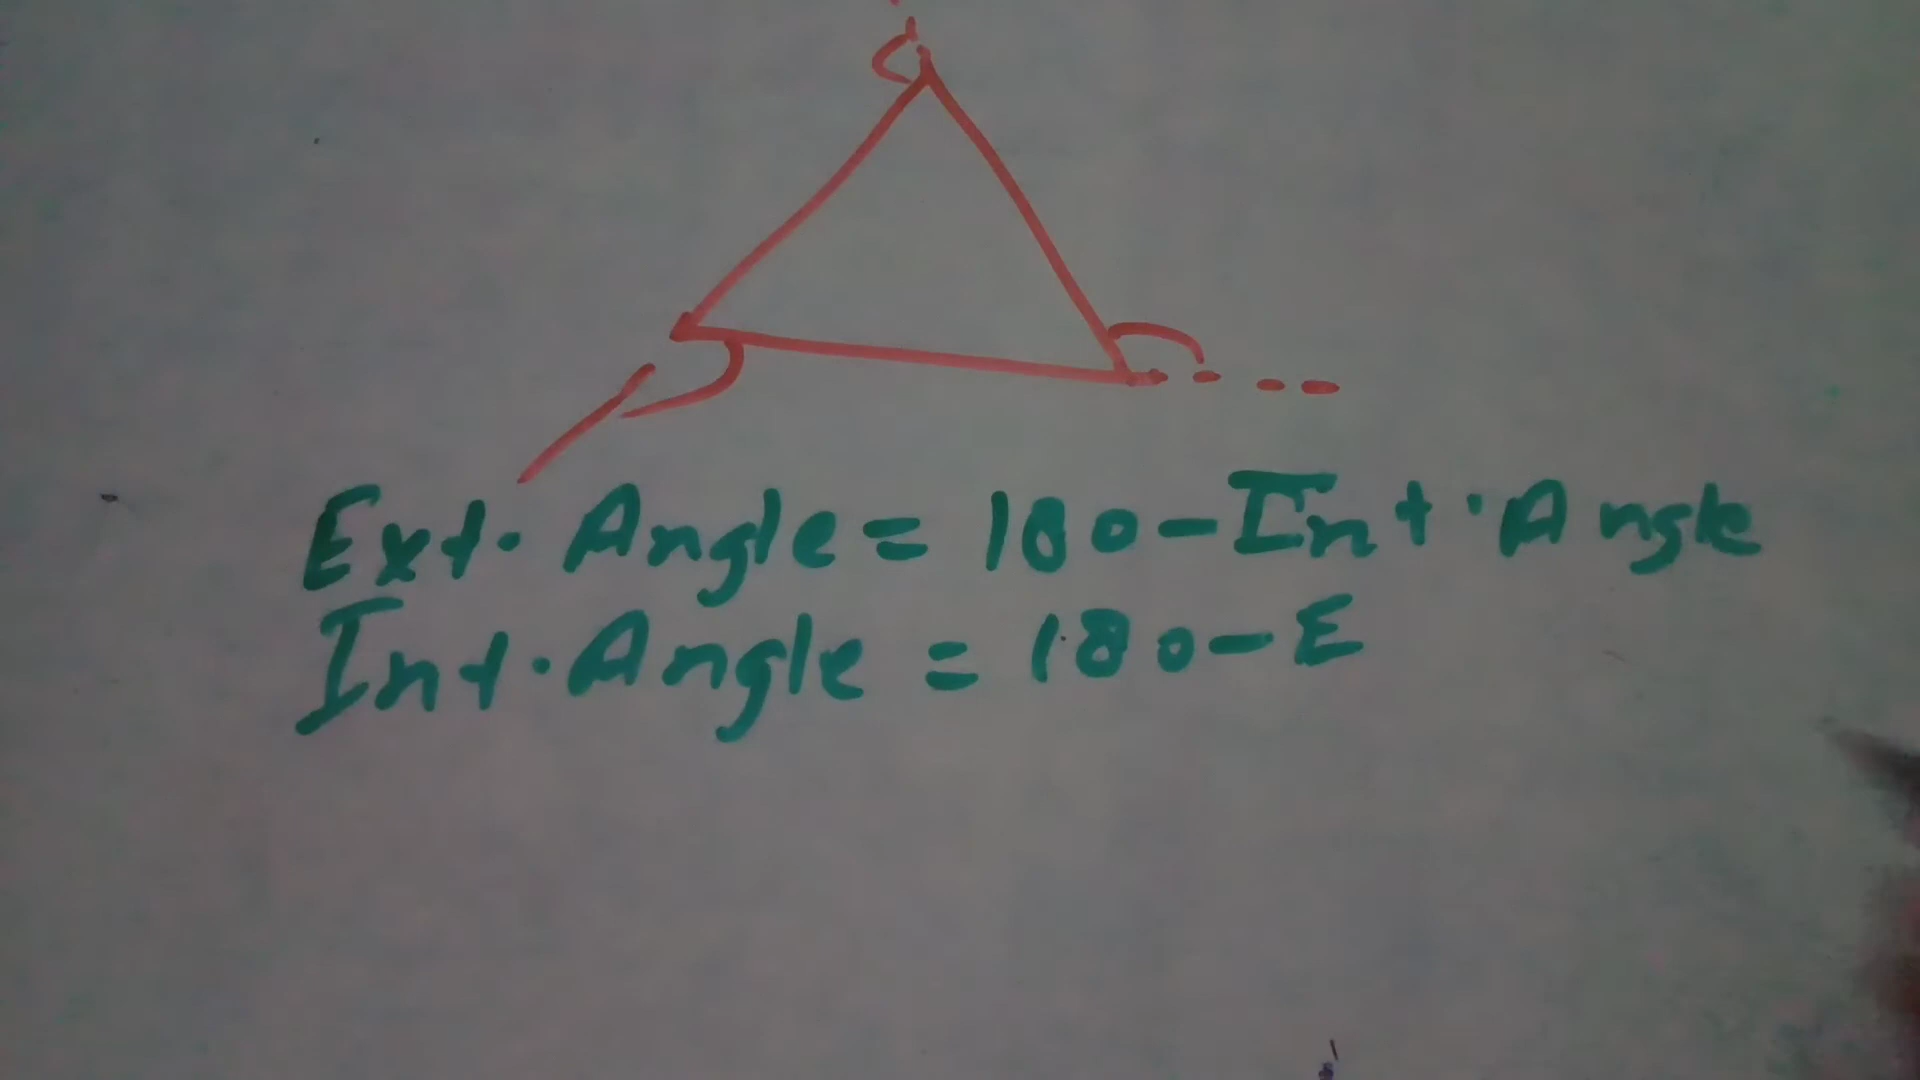 Ext. Angle = 180 - Int. Angle
Int. Angle = 180 - E